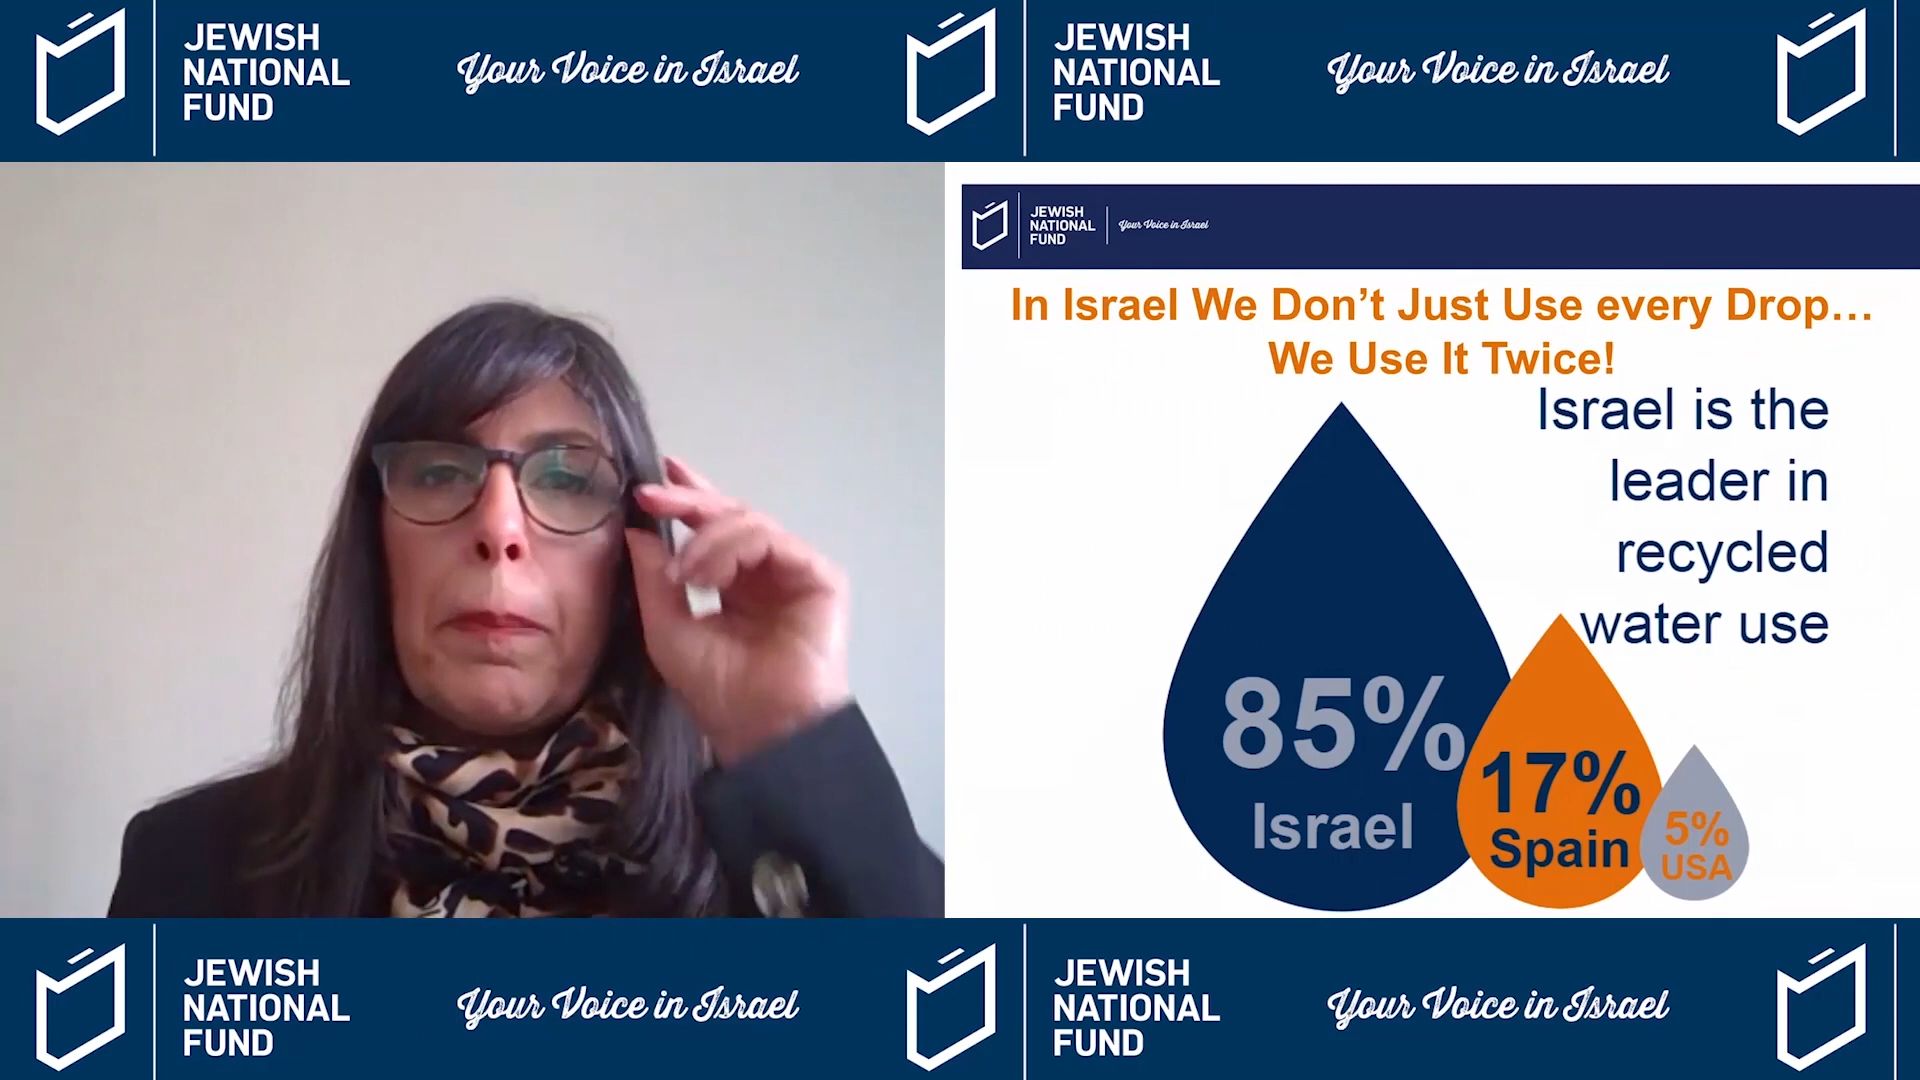 JEWISH
NATIONAL
FUND
Your Voice in Israel
JEWISH
NATIONAL
FUND
Your Voice in Israel
JEWISH
NATIONAL
FUND
Your Voice in Israel
In Israel We Don't Just Use every Drop...
We Use It Twice!
Israel is the
leader in
recycled
water use
85%
Israel
17%
Spain
5%
USA
JEWISH
NATIONAL
FUND
Your Voice in Israel
JEWISH
NATIONAL
FUND
Your Voice in Israel